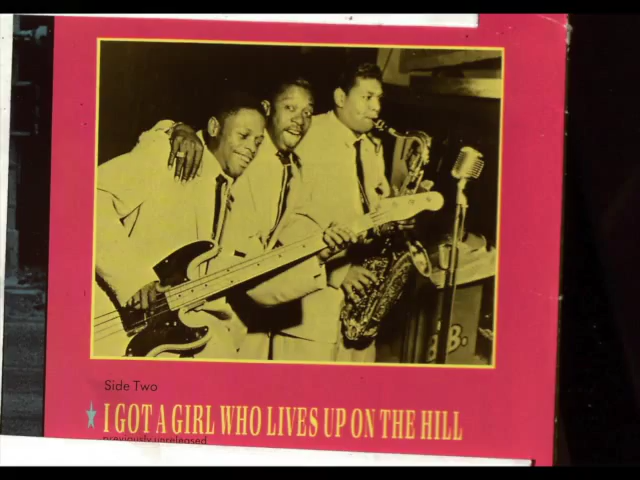 B.
Side Two
I GOT A GIRL WHO LIVES UP ON THE HILL
previously unreleased